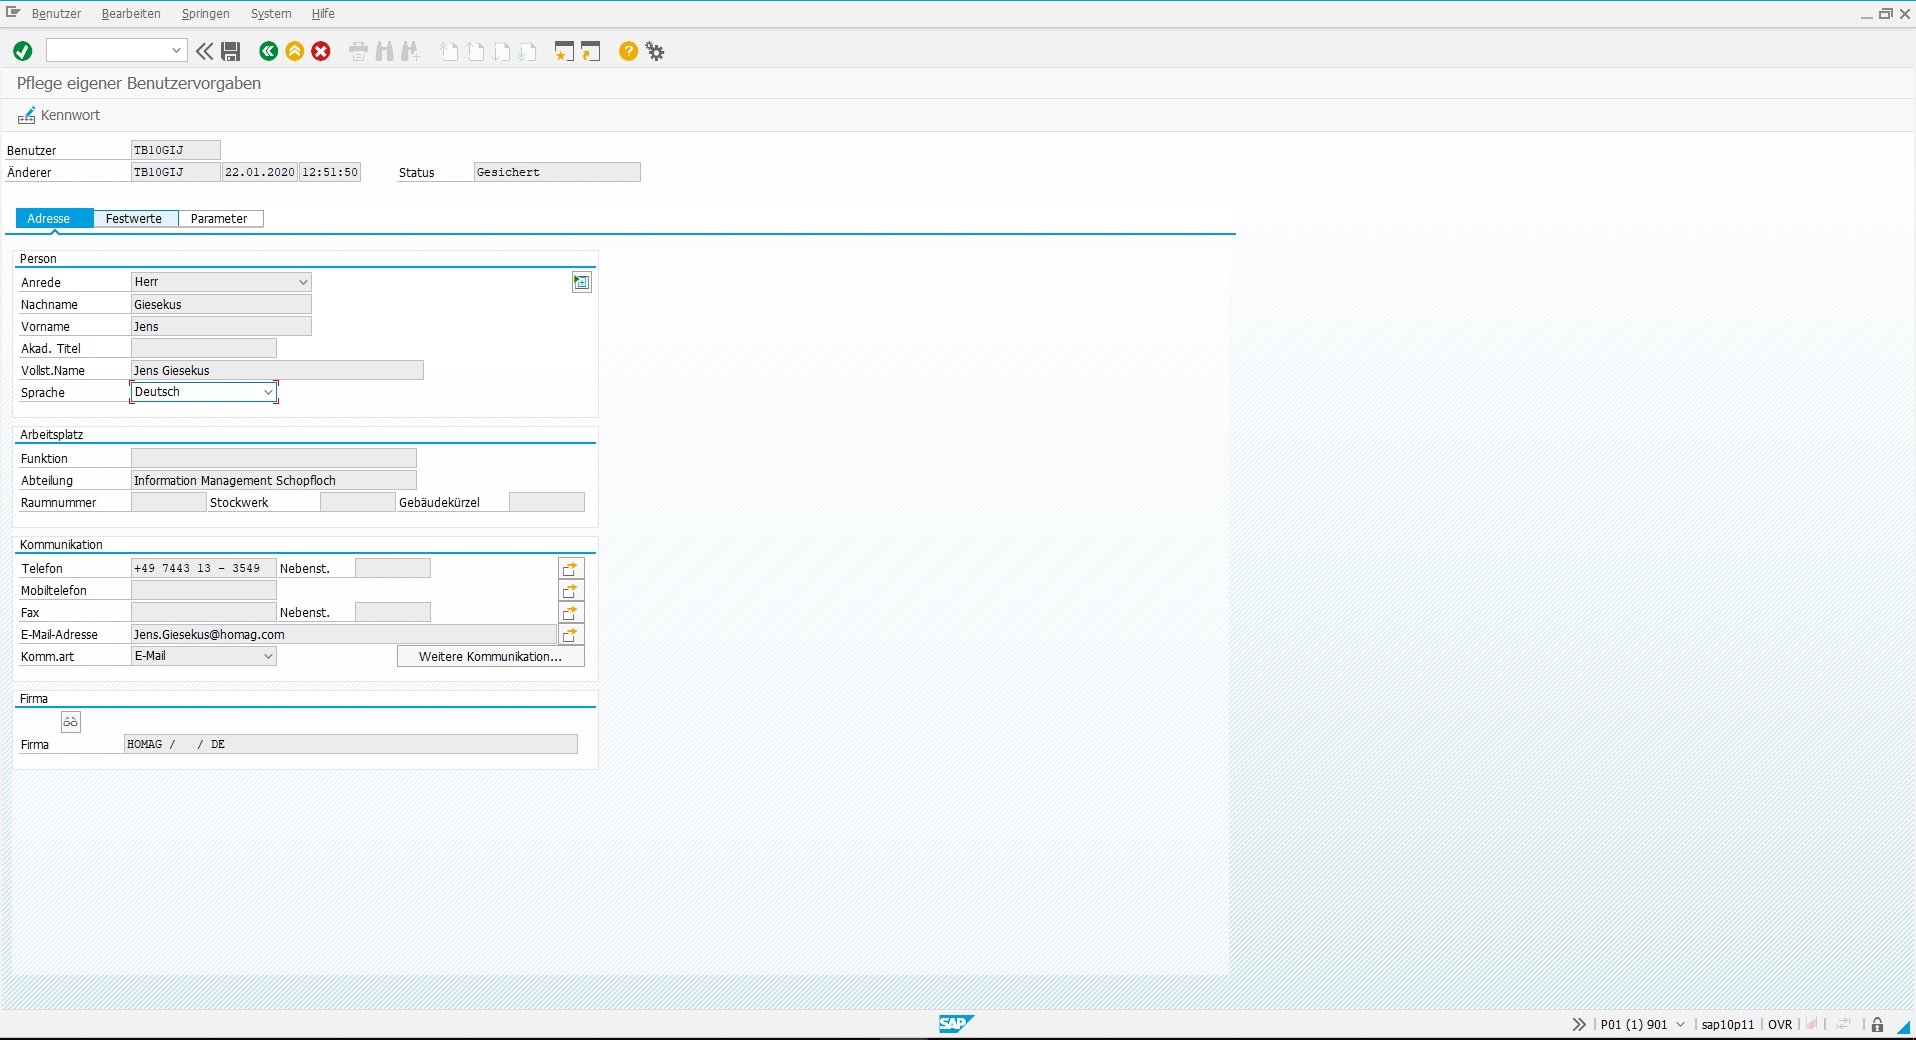 Benutzer Bearbeiten Springen System Hilfe
Pflege eigener Benutzervorgaben
Kennwort
Benutzer TB10GIJ
Änderer TB10GIJ 22.01.2020 12:51:50 Status Gesichert
Adresse Festwerte Parameter
Person
Anrede Herr
Nachname Giesekus
Vorname Jens
Akad. Titel
Vollst.Name Jens Giesekus
Sprache Deutsch
Arbeitsplatz
Funktion
Abteilung Information Management Schopfloch
Raumnummer Stockwerk Gebäudekürzel
Kommunikation
Telefon +49 7443 13 - 3549 Nebenst.
Mobiltelefon
Fax Nebenst.
E-Mail-Adresse Jens.Giesekus@homag.com
Komm.art E-Mail Weitere Kommunikation...
Firma
Firma HOMAG / / DE
SAP P01 (1) 901 sap10p11 OVR